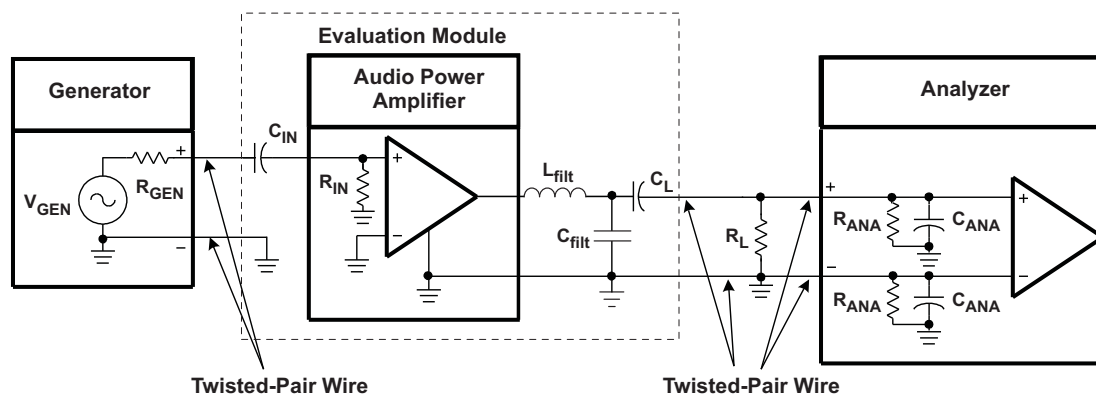 Evaluation Module
Generator
Audio Power
Amplifier
Analyzer
C_IN
+
R_GEN
V_GEN
−
R_IN
+
−
L_filt
C_L
C_filt
R_L
+
R_ANA
C_ANA
+
−
R_ANA
C_ANA
−
Twisted-Pair Wire
Twisted-Pair Wire